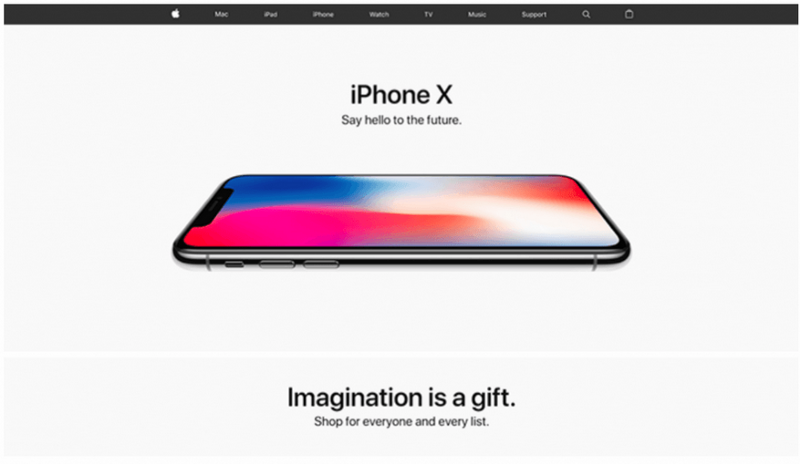 Mac iPad iPhone Watch TV Music Support
iPhone X
Say hello to the future.
Imagination is a gift.
Shop for everyone and every list.